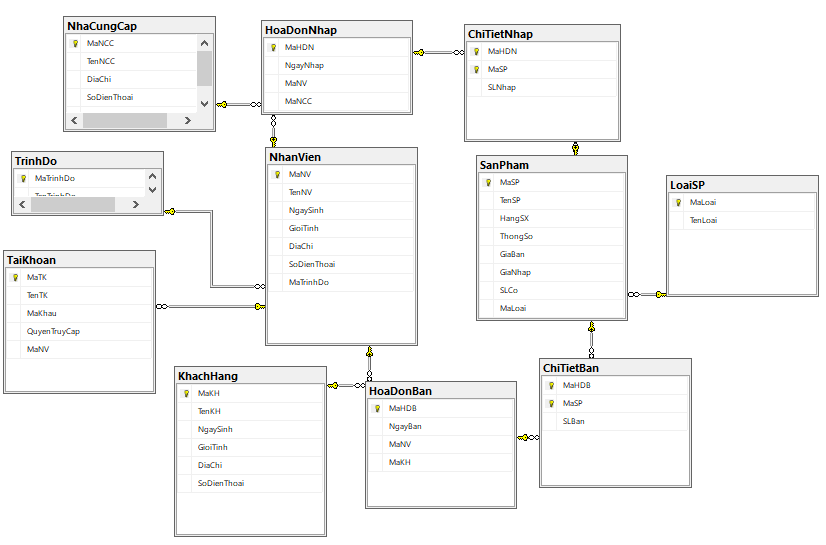 NhaCungCap
MaNCC
TenNCC
DiaChi
SoDienThoai
HoaDonNhap
MaHDN
NgayNhap
MaNV
MaNCC
ChiTietNhap
MaHDN
MaSP
SLNhap
TrinhDo
MaTrinhDo
TenTrinhDo
NhanVien
MaNV
TenNV
NgaySinh
GioiTinh
DiaChi
SoDienThoai
MaTrinhDo
SanPham
MaSP
TenSP
HangSX
ThongSo
GiaBan
GiaNhap
SLCo
MaLoai
LoaiSP
MaLoai
TenLoai
TaiKhoan
MaTK
TenTK
MaKhau
QuyenTruyCap
MaNV
KhachHang
MaKH
TenKH
NgaySinh
GioiTinh
DiaChi
SoDienThoai
HoaDonBan
MaHDB
NgayBan
MaNV
MaKH
ChiTietBan
MaHDB
MaSP
SLBan